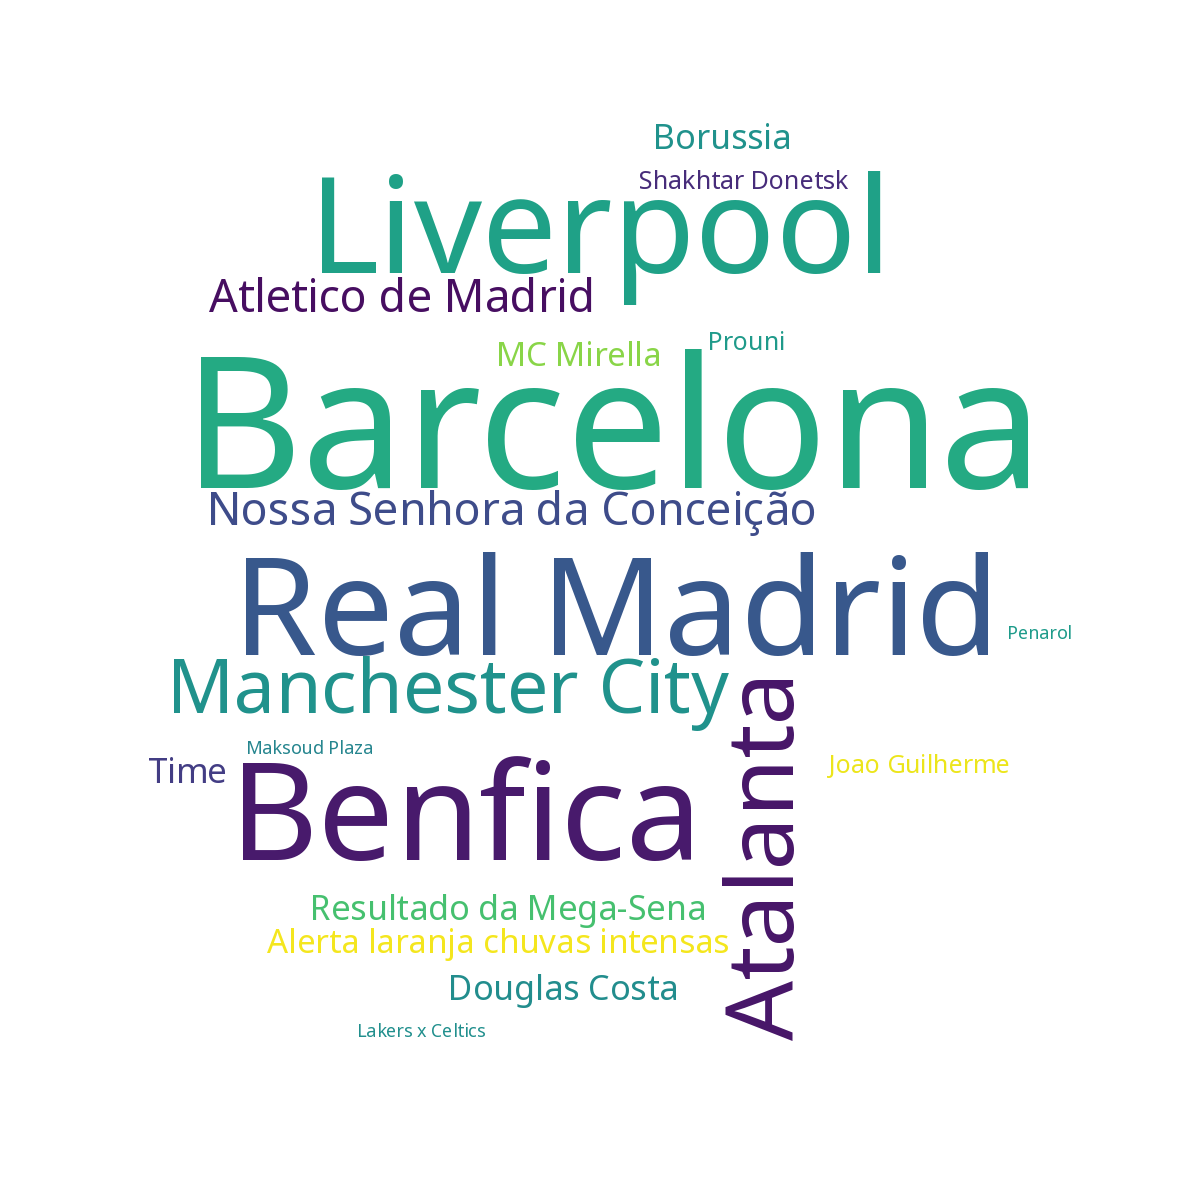 Borussia
Shakhtar Donetsk
Liverpool
Atletico de Madrid
Prouni
MC Mirella
Barcelona
Nossa Senhora da Conceição
Real Madrid
Penarol
Manchester City
Atalanta
Maksoud Plaza
Time
Joao Guilherme
Benfica
Resultado da Mega-Sena
Alerta laranja chuvas intensas
Douglas Costa
Lakers x Celtics